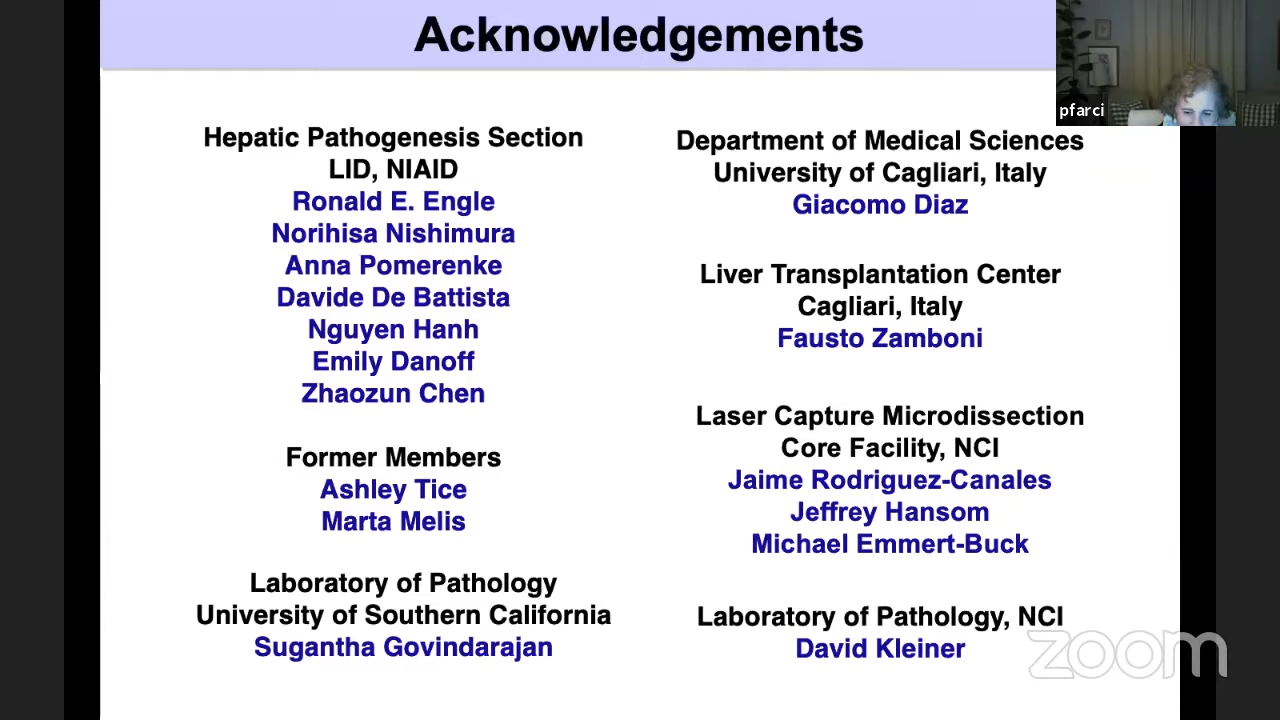 Acknowledgements
pfarci
Hepatic Pathogenesis Section
LID, NIAID
Ronald E. Engle
Norihisa Nishimura
Anna Pomerenke
Davide De Battista
Nguyen Hanh
Emily Danoff
Zhaozun Chen
Former Members
Ashley Tice
Marta Melis
Laboratory of Pathology
University of Southern California
Sugantha Govindarajan
Department of Medical Sciences
University of Cagliari, Italy
Giacomo Diaz
Liver Transplantation Center
Cagliari, Italy
Fausto Zamboni
Laser Capture Microdissection
Core Facility, NCI
Jaime Rodriguez-Canales
Jeffrey Hansom
Michael Emmert-Buck
Laboratory of Pathology, NCI
David Kleiner
zoom